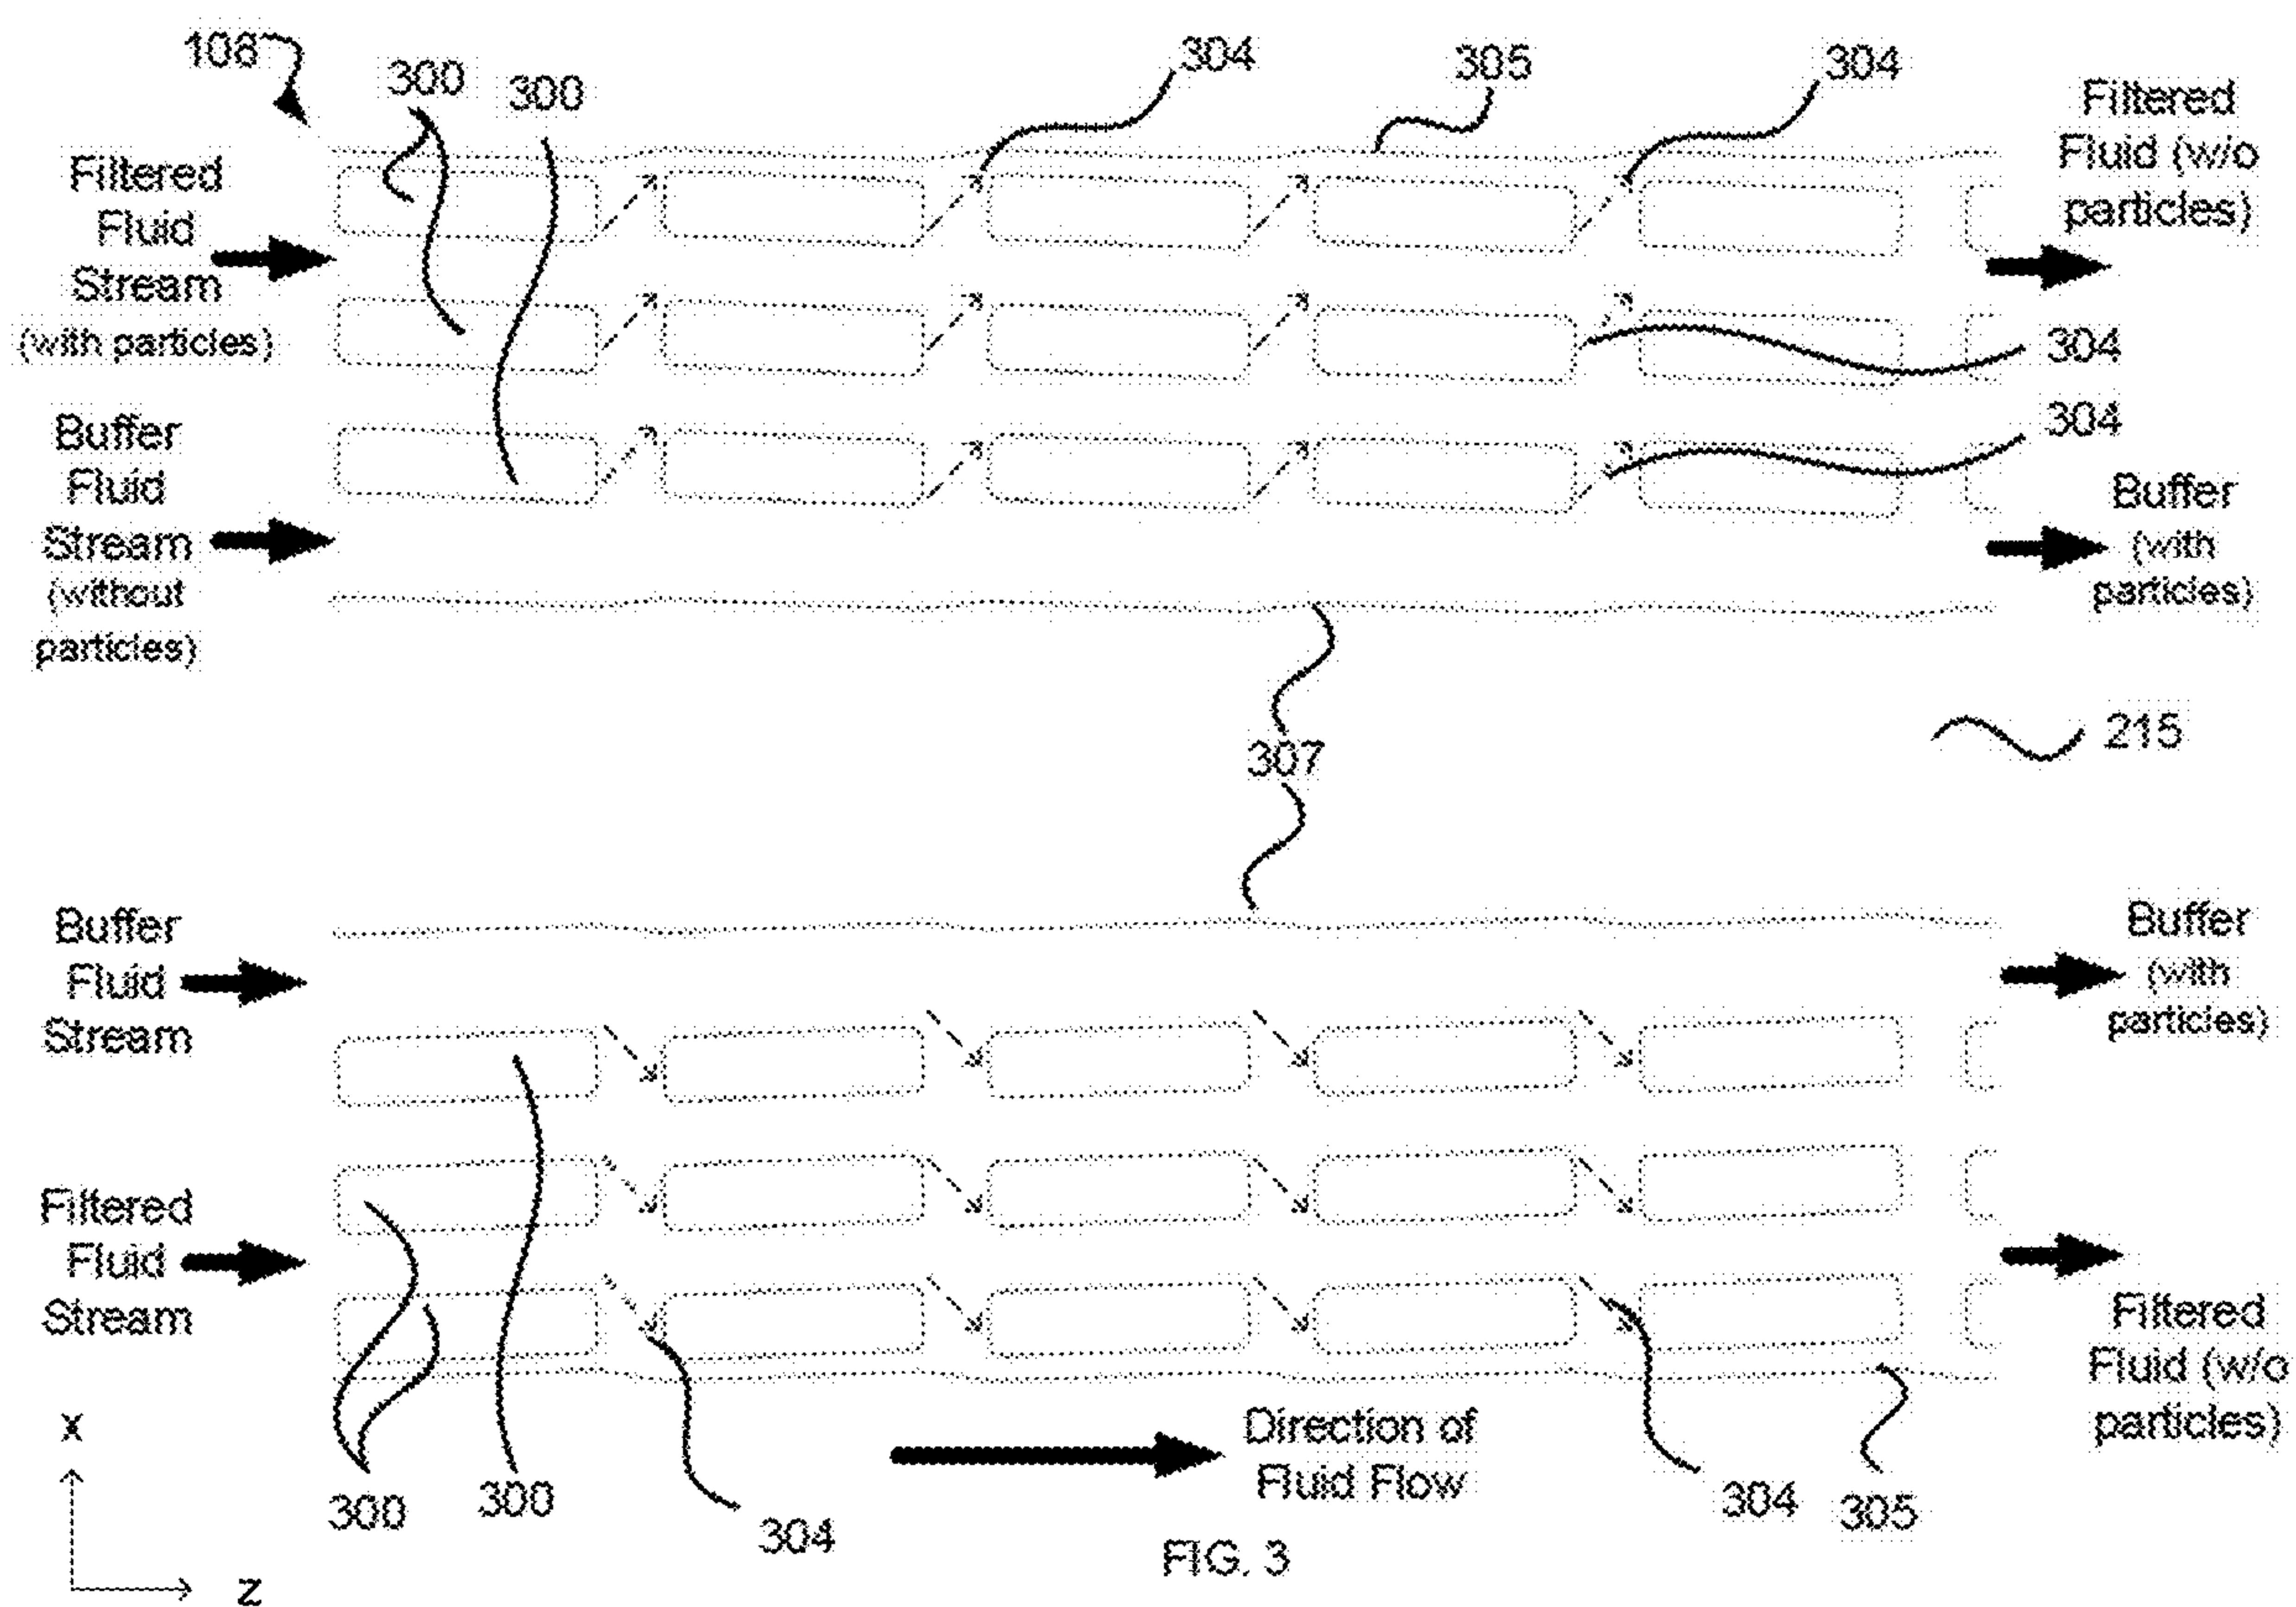 108
300
300
304
305
304
Filtered
Fluid
Stream
(with particles)
Filtered
Fluid (w/o
particles)
304
304
Buffer
Fluid
Stream
(without
particles)
Buffer
(with
particles)
307
215
Buffer
Fluid
Stream
Buffer
(with
particles)
Filtered
Fluid
Stream
Filtered
Fluid (w/o
particles)
x
z
300
300
304
Direction of
Fluid Flow
304
305
FIG. 3